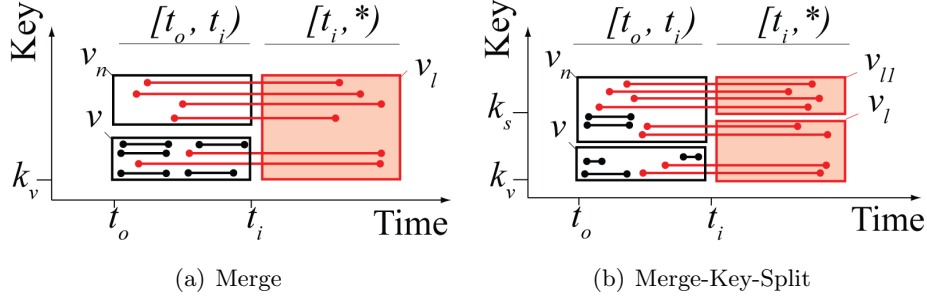 Key
[t_o, t_i) [t_i, *)
v_n
v_l
v
k_v
t_o t_i Time
(a) Merge
Key
[t_o, t_i) [t_i, *)
v_n
v_l1
k_s
v_l
v
k_v
t_o t_i Time
(b) Merge-Key-Split